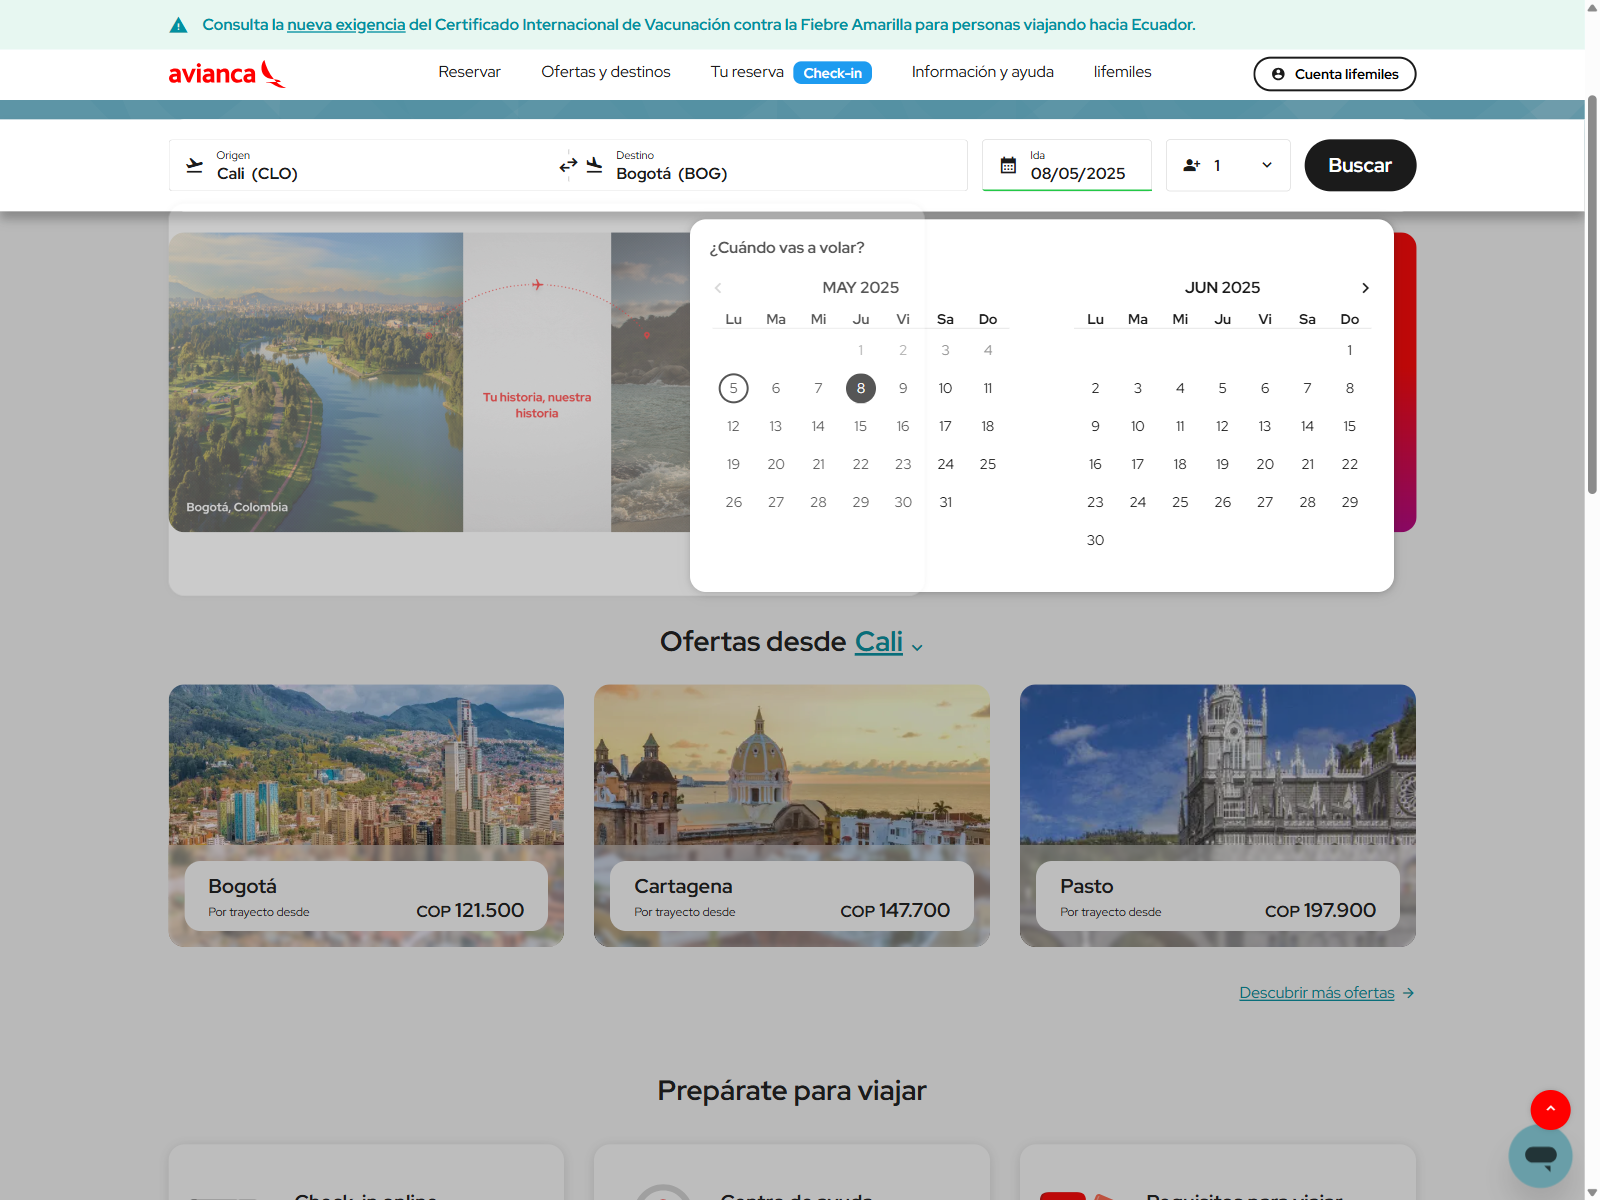 Consulta la nueva exigencia del Certificado Internacional de Vacunación contra la Fiebre Amarilla para personas viajando hacia Ecuador.
avianca
Reservar
Ofertas y destinos
Tu reserva
Check-in
Información y ayuda
lifemiles
Cuenta lifemiles
Origen
Cali (CLO)
Destino
Bogotá (BOG)
Ida
08/05/2025
1
Buscar
¿Cuándo vas a volar?
MAY 2025
Lu Ma Mi Ju Vi Sa Do
1 2 3 4
5 6 7 8 9 10 11
12 13 14 15 16 17 18
19 20 21 22 23 24 25
26 27 28 29 30 31
JUN 2025
Lu Ma Mi Ju Vi Sa Do
1
2 3 4 5 6 7 8
9 10 11 12 13 14 15
16 17 18 19 20 21 22
23 24 25 26 27 28 29
30
Tu historia, nuestra
historia
Bogotá, Colombia
Ofertas desde Cali
Bogotá
Por trayecto desde
COP 121.500
Cartagena
Por trayecto desde
COP 147.700
Pasto
Por trayecto desde
COP 197.900
Descubrir más ofertas
Prepárate para viajar
Check-in online
Centro de ayuda
Requisitos para viajar